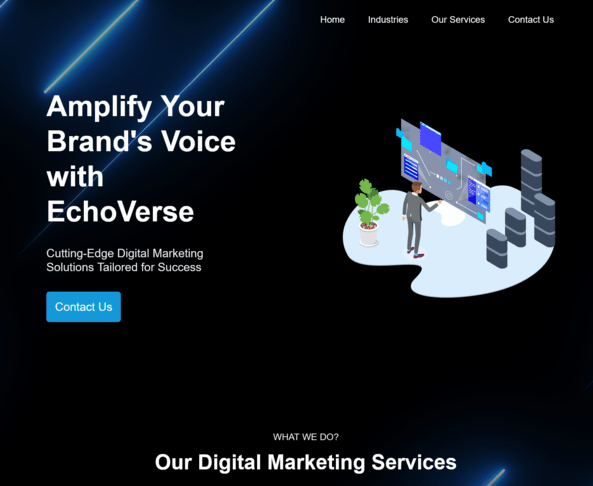 Home Industries Our Services Contact Us
Amplify Your
Brand's Voice
with
EchoVerse
Cutting-Edge Digital Marketing
Solutions Tailored for Success
Contact Us
WHAT WE DO?
Our Digital Marketing Services